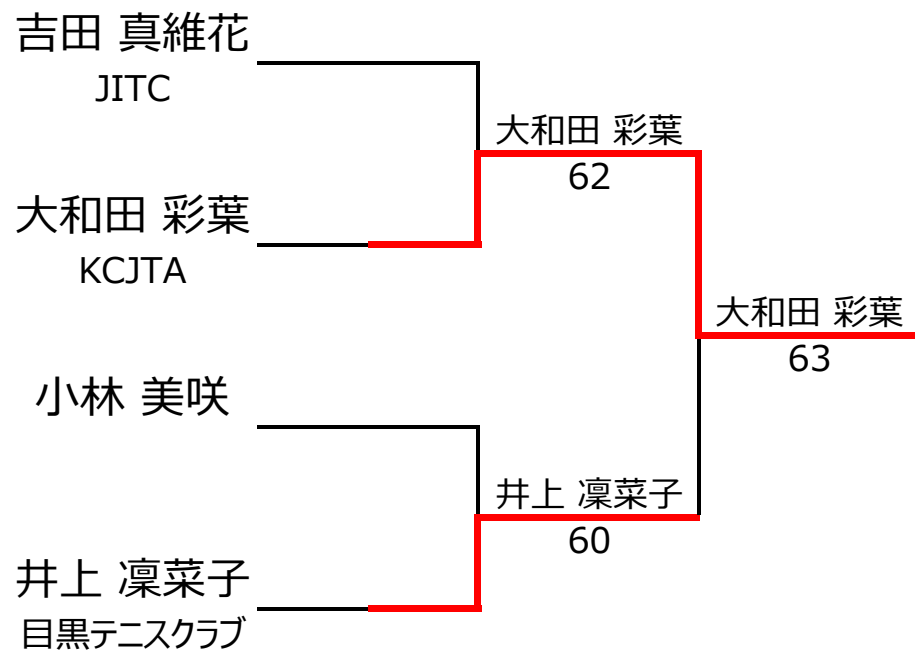 吉田 真維花
JITC
大和田 彩葉
62
大和田 彩葉
KCJTA
大和田 彩葉
63
小林 美咲
井上 凜菜子
60
井上 凜菜子
目黒テニスクラブ